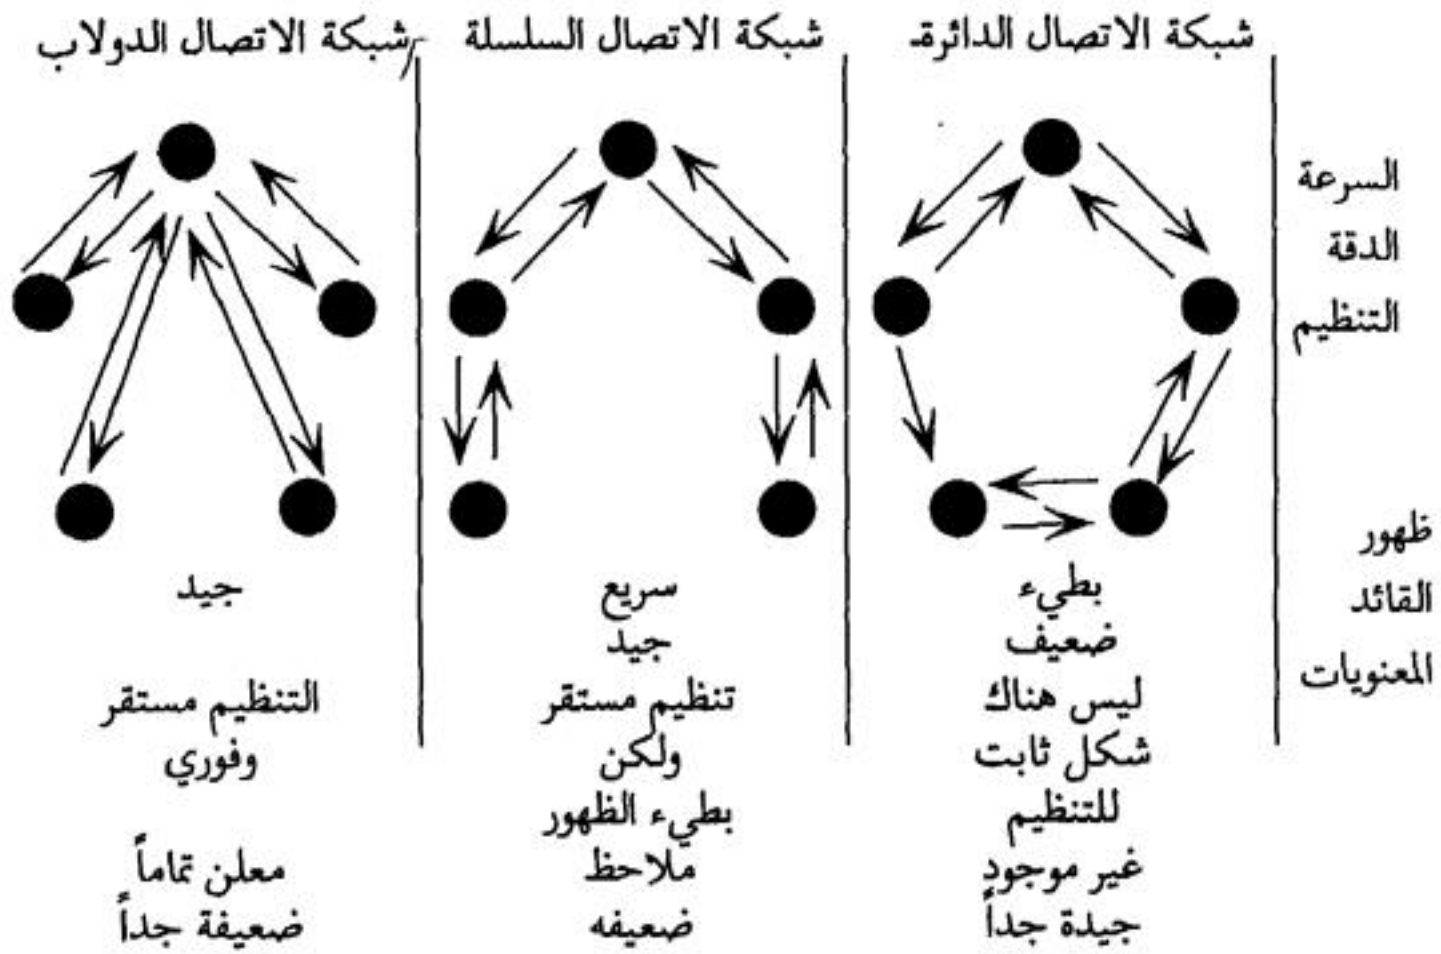 شبكة الاتصال الدائرة
شبكة الاتصال السلسلة
شبكة الاتصال الدولاب
السرعة
الدقة
التنظيم
ظهور
القائد
المعنويات
بطيء
ضعيف
ليس هناك
شكل ثابت
للتنظيم
غير موجود
جيدة جداً
سريع
جيد
تنظيم مستقر
ولكن
بطيء الظهور
ملاحظ
ضعيفه
جيد
التنظيم مستقر
وفوري
معلن تماماً
ضعيفة جداً